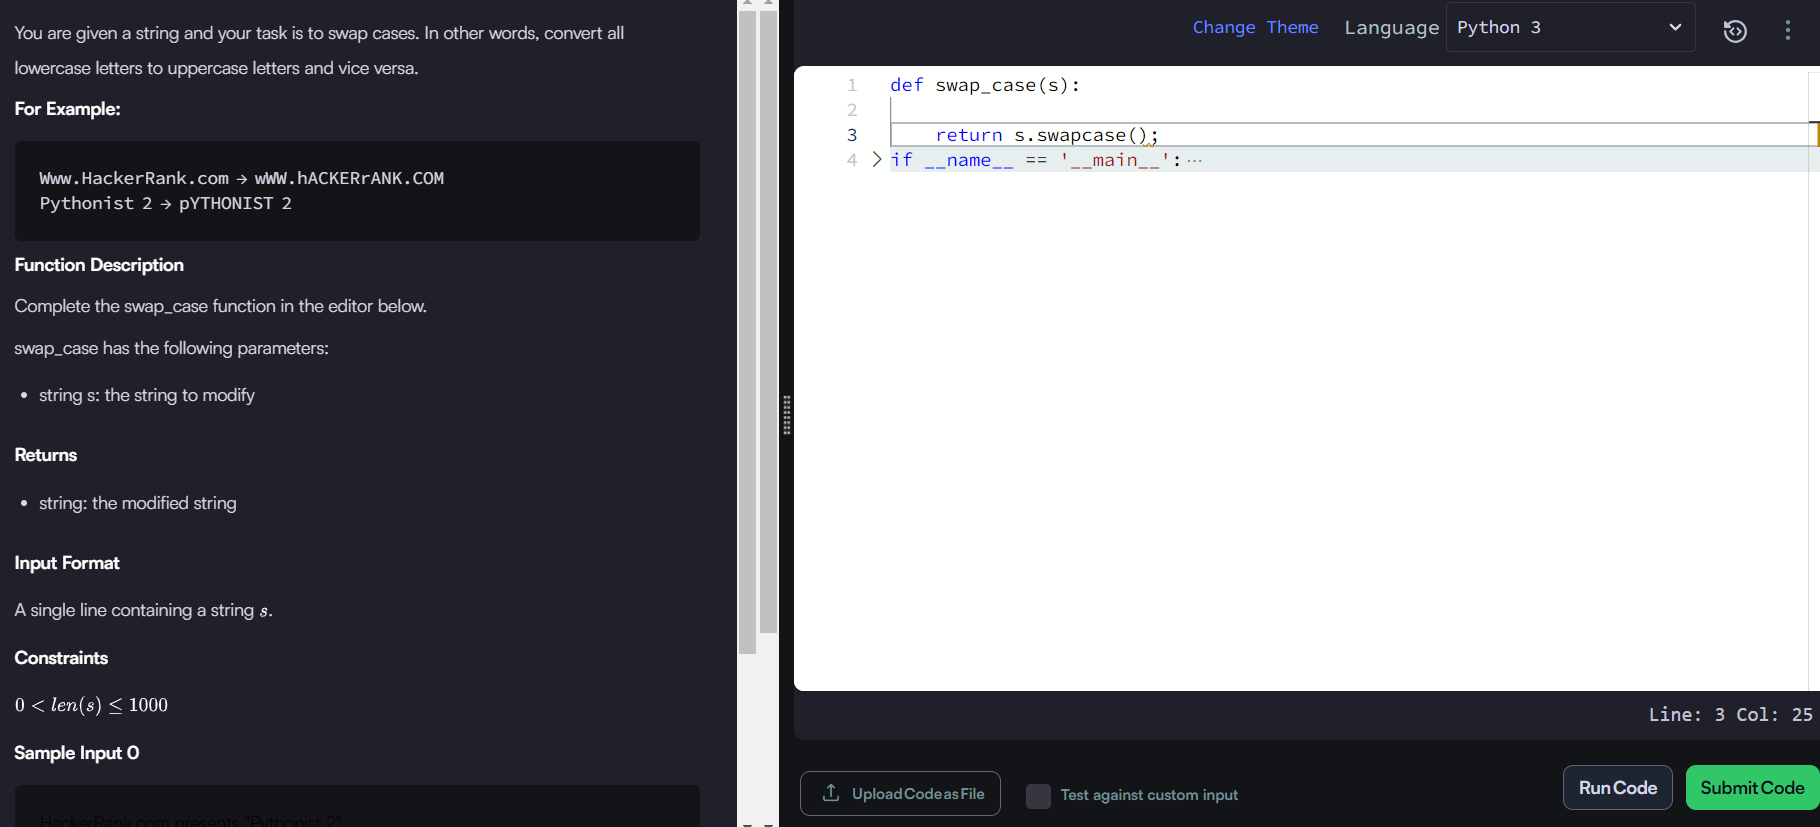 You are given a string and your task is to swap cases. In other words, convert all
lowercase letters to uppercase letters and vice versa.
For Example:
Www.HackerRank.com → wWW.hACKERrANK.COM
Pythonist 2 → pYTHONIST 2
Function Description
Complete the swap_case function in the editor below.
swap_case has the following parameters:
• string s: the string to modify
Returns
• string: the modified string
Input Format
A single line containing a string s.
Constraints
0 < len(s) ≤ 1000
Sample Input 0
HackerRank.com presents "Pythonist 2"
Change Theme Language Python 3
1 def swap_case(s):
2
3 return s.swapcase();
4 if __name__ == '__main__':···
Line: 3 Col: 25
Upload Code as File
Test against custom input
Run Code
Submit Code